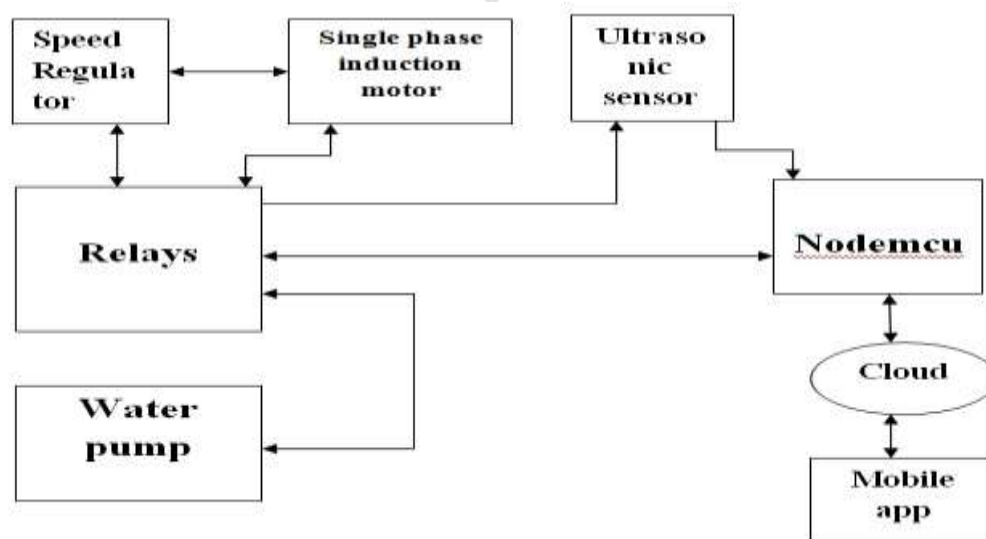 Speed
Regula
tor
Single phase
induction
motor
Ultraso
nic
sensor
Relays
Nodemcu
Cloud
Water
pump
Mobile
app